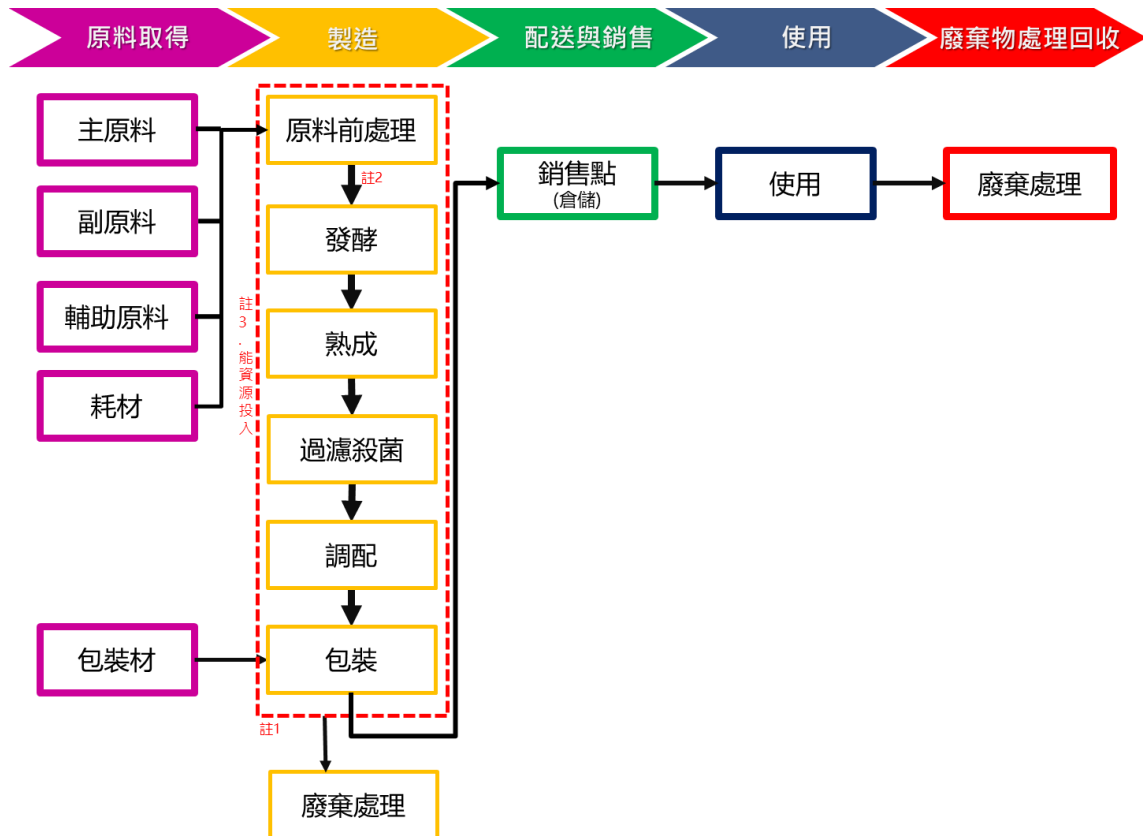 原料取得
製造
配送與銷售
使用
廢棄物處理回收
主原料
副原料
輔助原料
耗材
包裝材
註3.能資源投入
原料前處理
註2
發酵
熟成
過濾殺菌
調配
包裝
註1
廢棄處理
銷售點
(倉儲)
使用
廢棄處理